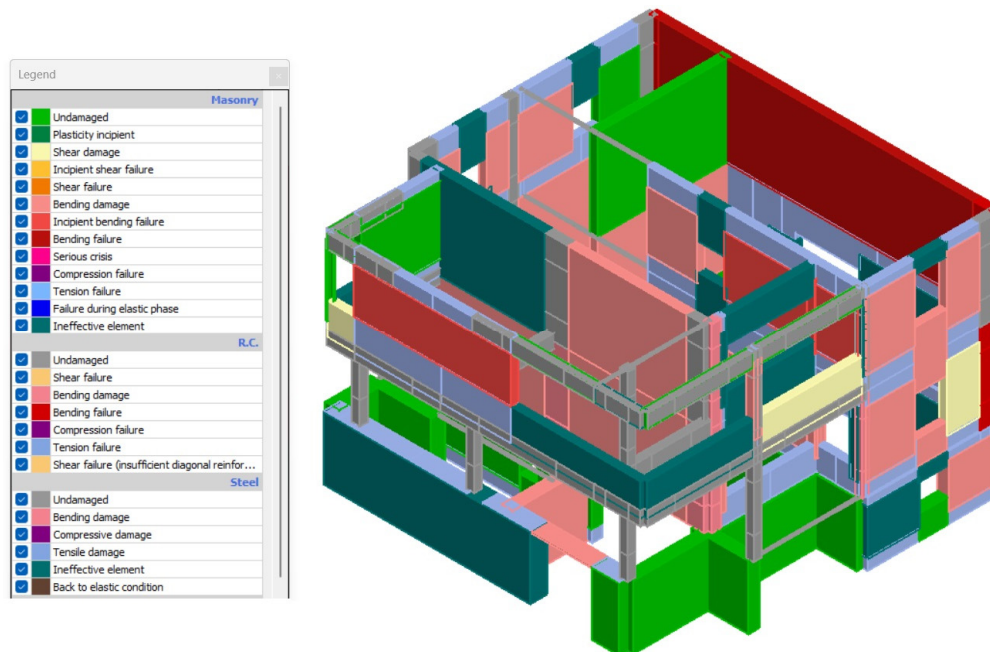 Legend
Masonry
Undamaged
Plasticity incipient
Shear damage
Incipient shear failure
Shear failure
Bending damage
Incipient bending failure
Bending failure
Serious crisis
Compression failure
Tension failure
Failure during elastic phase
Ineffective element
R.C.
Undamaged
Shear failure
Bending damage
Bending failure
Compression failure
Tension failure
Shear failure (insufficient diagonal reinfor...
Steel
Undamaged
Bending damage
Compressive damage
Tensile damage
Ineffective element
Back to elastic condition